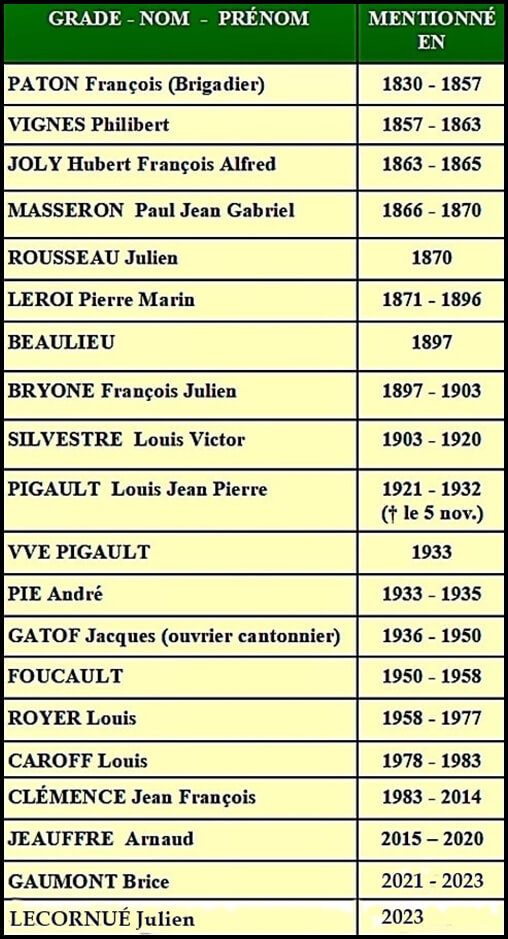 GRADE - NOM - PRÉNOM MENTIONNÉ EN
PATON François (Brigadier) 1830 - 1857
VIGNES Philibert 1857 - 1863
JOLY Hubert François Alfred 1863 - 1865
MASSERON Paul Jean Gabriel 1866 - 1870
ROUSSEAU Julien 1870
LEROI Pierre Marin 1871 - 1896
BEAULIEU 1897
BRYONE François Julien 1897 - 1903
SILVESTRE Louis Victor 1903 - 1920
PIGAULT Louis Jean Pierre 1921 - 1932
(† le 5 nov.)
VVE PIGAULT 1933
PIE André 1933 - 1935
GATOF Jacques (ouvrier cantonnier) 1936 - 1950
FOUCAULT 1950 - 1958
ROYER Louis 1958 - 1977
CAROFF Louis 1978 - 1983
CLÉMENCE Jean François 1983 - 2014
JEAUFFRE Arnaud 2015 – 2020
GAUMONT Brice 2021 - 2023
LECORNUÉ Julien 2023